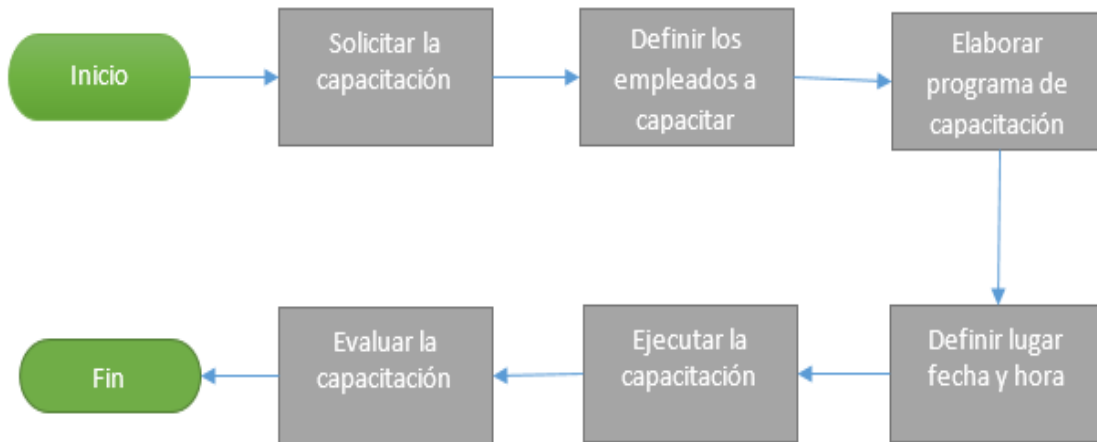 Inicio
Solicitar la
capacitación
Definir los
empleados a
capacitar
Elaborar
programa de
capacitación
Definir lugar
fecha y hora
Ejecutar la
capacitación
Evaluar la
capacitación
Fin